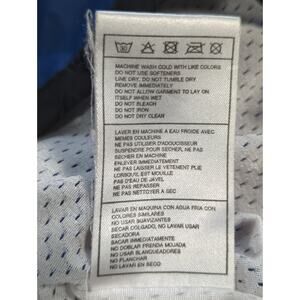 MACHINE WASH COLD WITH LIKE COLORS
DO NOT USE SOFTENERS
LINE DRY, DO NOT TUMBLE DRY
REMOVE IMMEDIATELY
DO NOT ALLOW GARMENT TO LAY ON
ITSELF WHEN WET
DO NOT BLEACH
DO NOT IRON
DO NOT DRY CLEAN
LAVER EN MACHINE A EAU FROIDE AVEC
MEMES COULEURS
NE PAS UTILISER D'ADOUCISSEUR
SUSPENDRE POUR SECHER, NE PAS
SECHER EN MACHINE
ENLEVER IMMEDIATEMENT
NE PAS LAISSER LE VETEMENT PLIE
LORSQU'IL EST MOUILLE
PAS D'EAU DE JAVEL
NE PAS REPASSER
NE PAS NETTOYER A SEC
LAVAR EN MAQUINA CON AGUA FRIA CON
COLORES SIMILARES
NO USAR SUAVIZANTES
SECAR COLGADO, NO SECAR EN SECADORA
SACAR IMMEDIATAMENTE
NO DOBLAR PRENDA MOJADA
NO USAR BLANQUEADORES
NO PLANCHAR
NO LAVAR EN SECO